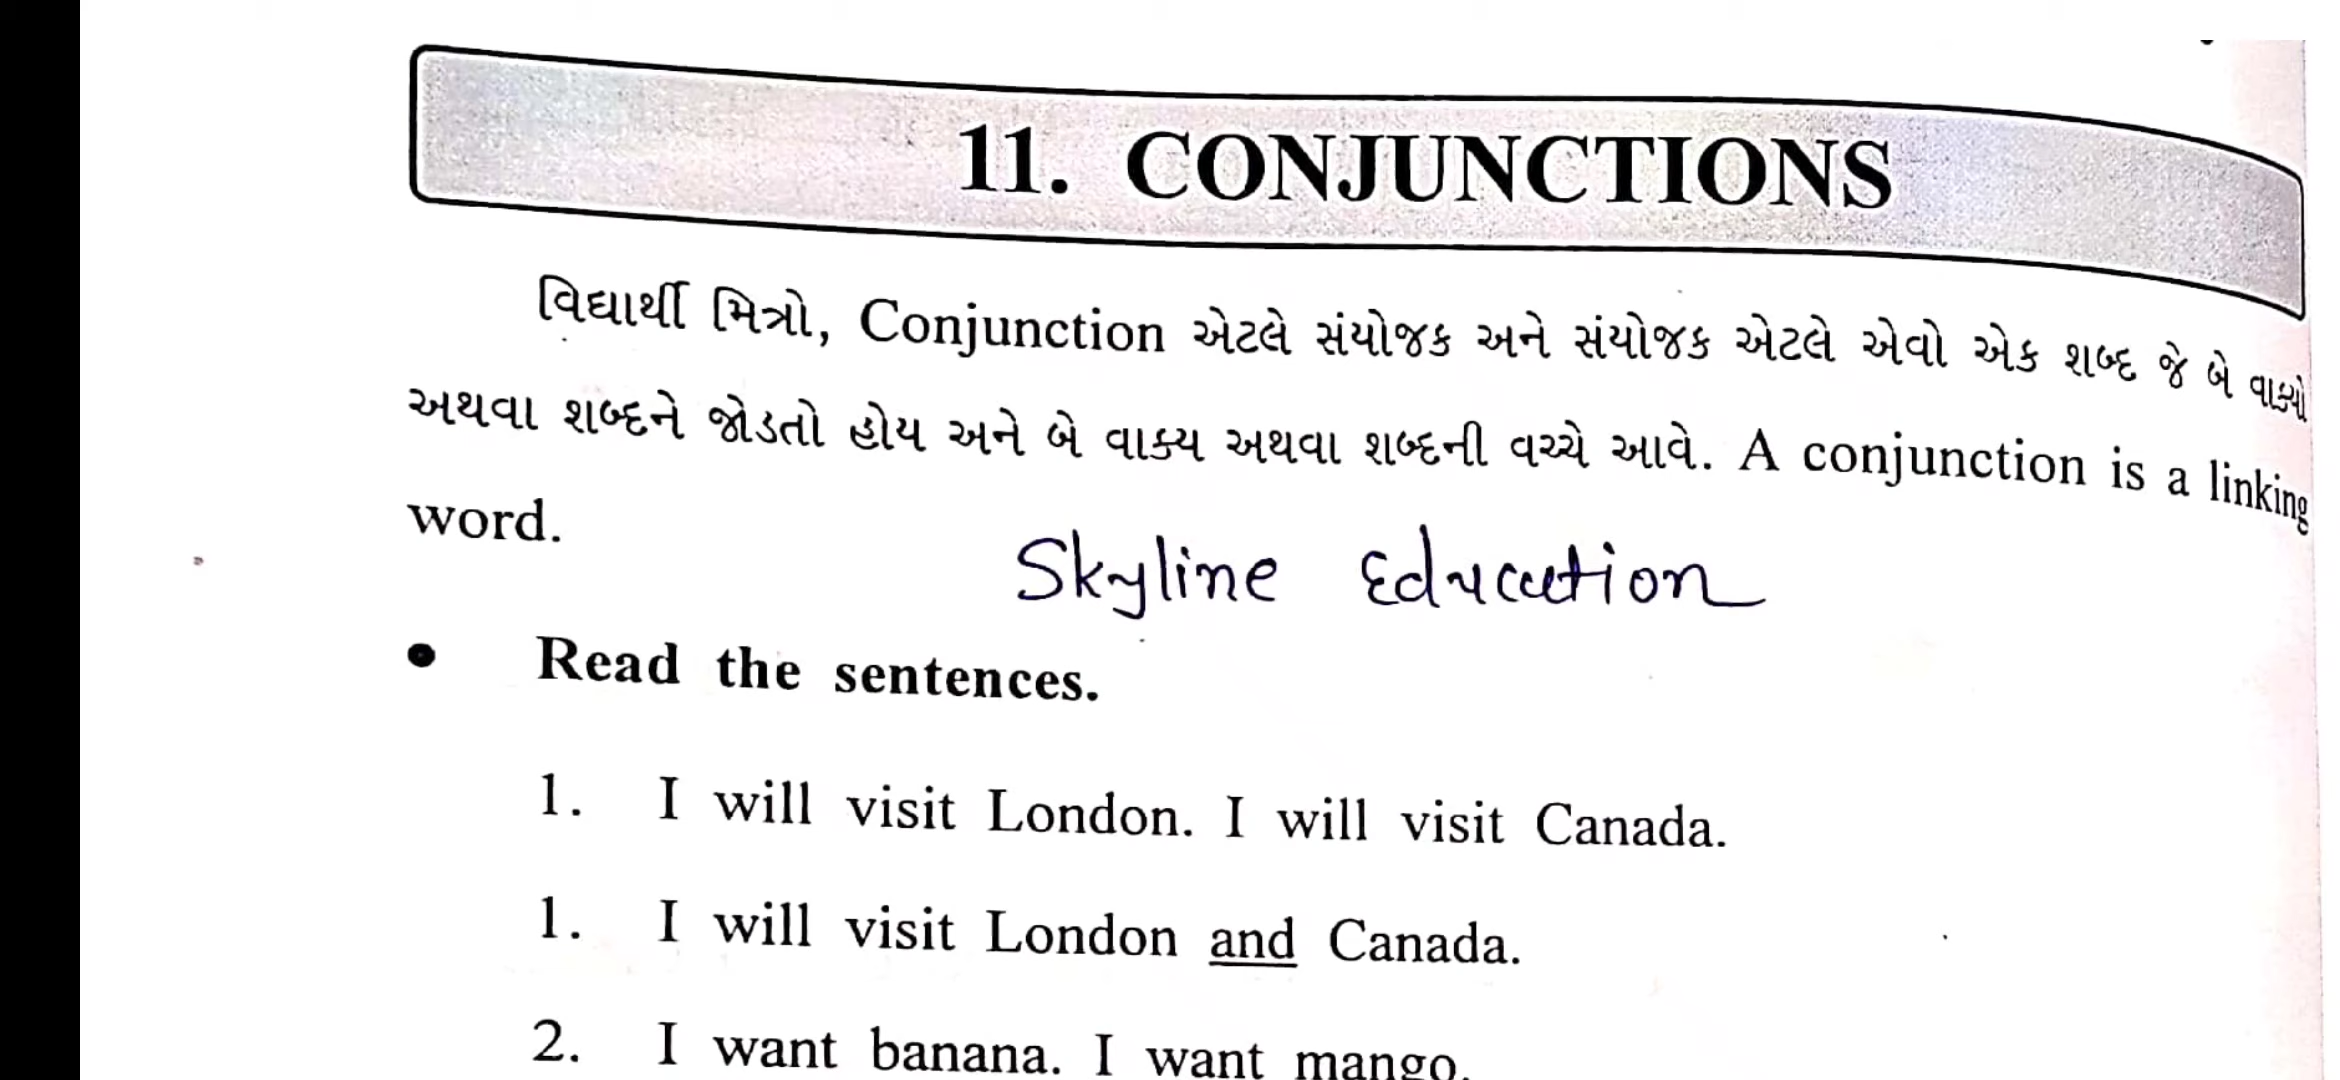 11. CONJUNCTIONS
વિદ્યાર્થી મિત્રો, Conjunction એટલે સંયોજક અને સંયોજક એટલે એવો એક શબ્દ જે બે વાક્યો
અથવા શબ્દને જોડતો હોય અને બે વાક્ય અથવા શબ્દની વચ્ચે આવે. A conjunction is a linking
word.
Skyline Education
• Read the sentences.
1. I will visit London. I will visit Canada.
1. I will visit London and Canada.
2. I want banana. I want mango.